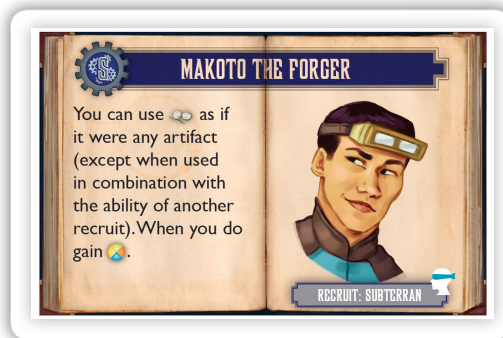 MAKOTO THE FORGER
You can use as if
it were any artifact
(except when used
in combination with
the ability of another
recruit). When you do
gain .
RECRUIT: SUBTERRAN